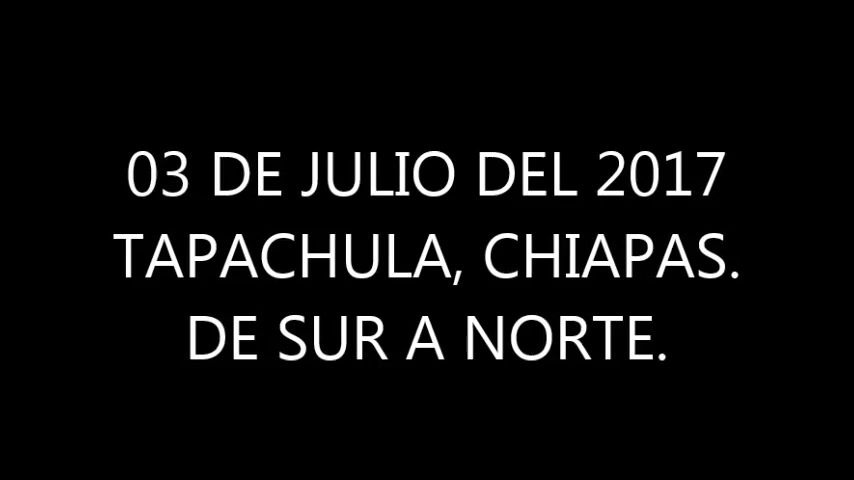 03 DE JULIO DEL 2017
TAPACHULA, CHIAPAS.
DE SUR A NORTE.